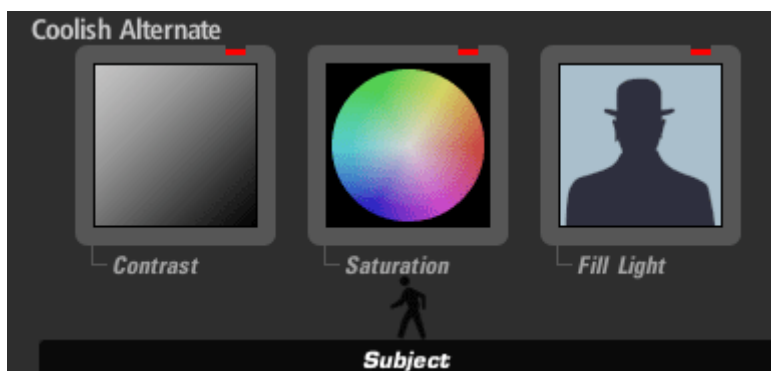 Coolish Alternate
Contrast
Saturation
Fill Light
Subject